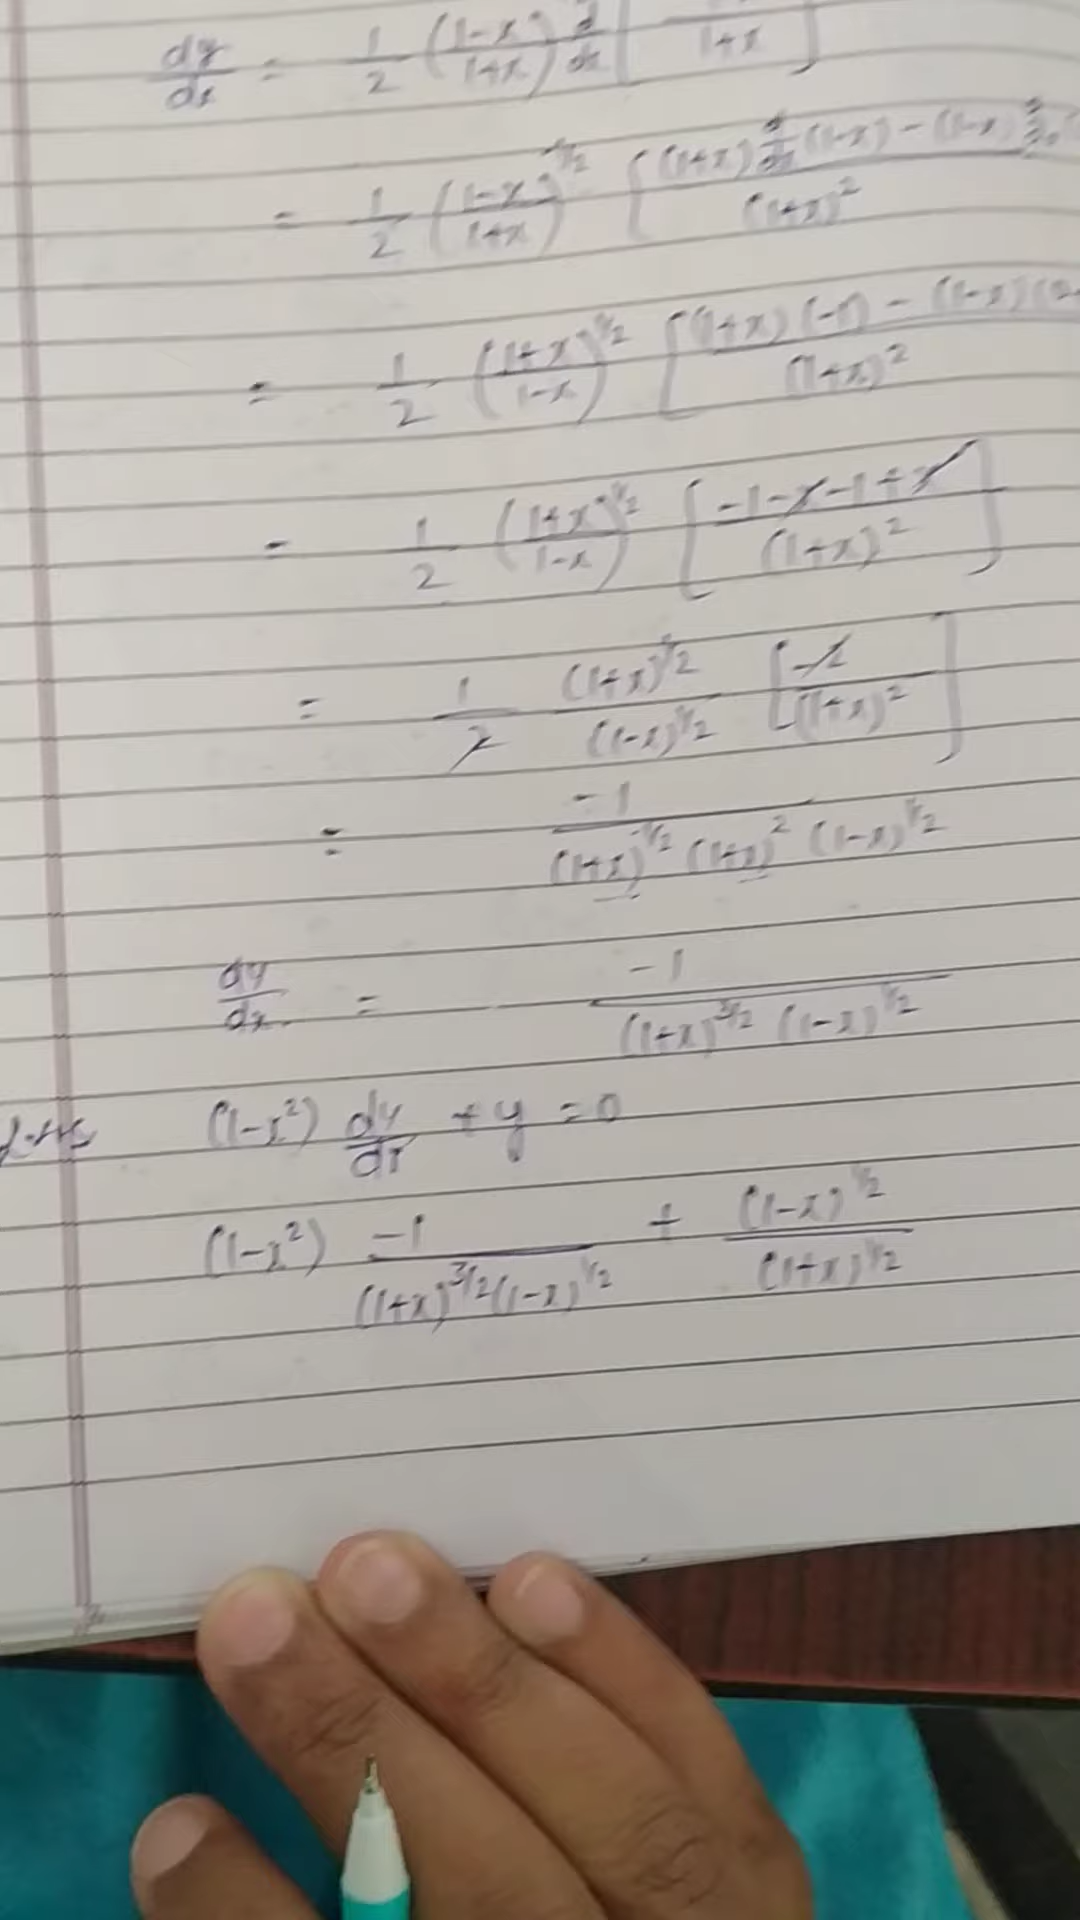 dy/dx = 1/2 ((1-x)/(1+x)) d/dx [ /1+x ]
= 1/2 ((1-x)/(1+x))^(-1/2) [((1+x) d/dx (1-x) - (1-x)/(1+x)^2
= 1/2 ((1+x)/(1-x))^(1/2) [((1+x)(-1) - (1-x)(/(1+x)^2
= 1/2 ((1+x)/(1-x))^(1/2) [(-1-x-1+x)/(1+x)^2]
= 1/2 (1+x)^(1/2)/(1-x)^(1/2) [-2/(1+x)^2]
= -1/((1+x)^(-1/2) (1+x)^2 (1-x)^(1/2))
dy/dx = -1/((1+x)^(3/2) (1-x)^(1/2))
L.H.S (1-x²) dy/dx + y = 0
(1-x²) -1/((1+x)^(3/2)(1-x)^(1/2)) + (1-x)^(1/2)/(1+x)^(1/2)